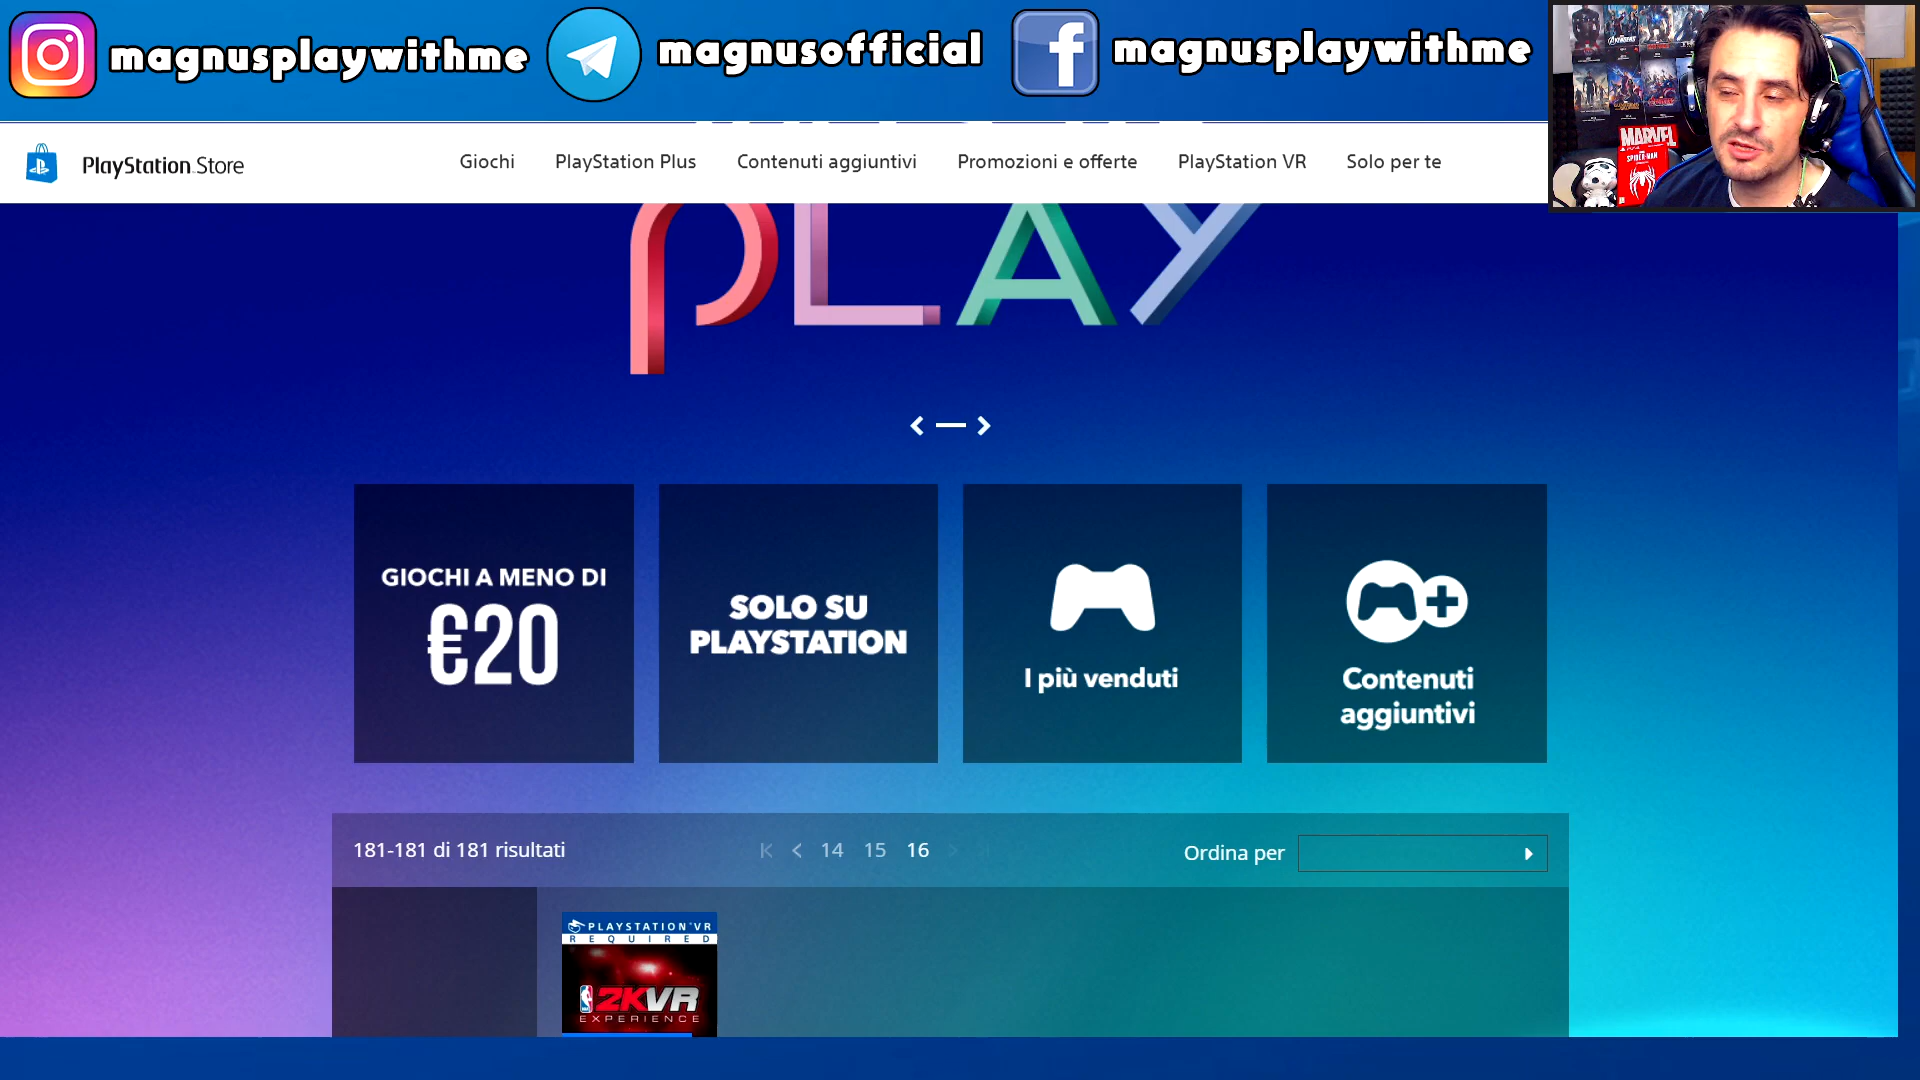 magnusplaywithme
magnusofficial
magnusplaywithme
MARVEL
SPIDER-MAN
PlayStation Store
Giochi
PlayStation Plus
Contenuti aggiuntivi
Promozioni e offerte
PlayStation VR
Solo per te
PLAY
GIOCHI A MENO DI
€20
SOLO SU
PLAYSTATION
I più venduti
Contenuti
aggiuntivi
181-181 di 181 risultati
14 15 16
Ordina per
PLAYSTATION VR
REQUIRED
2KVR
EXPERIENCE